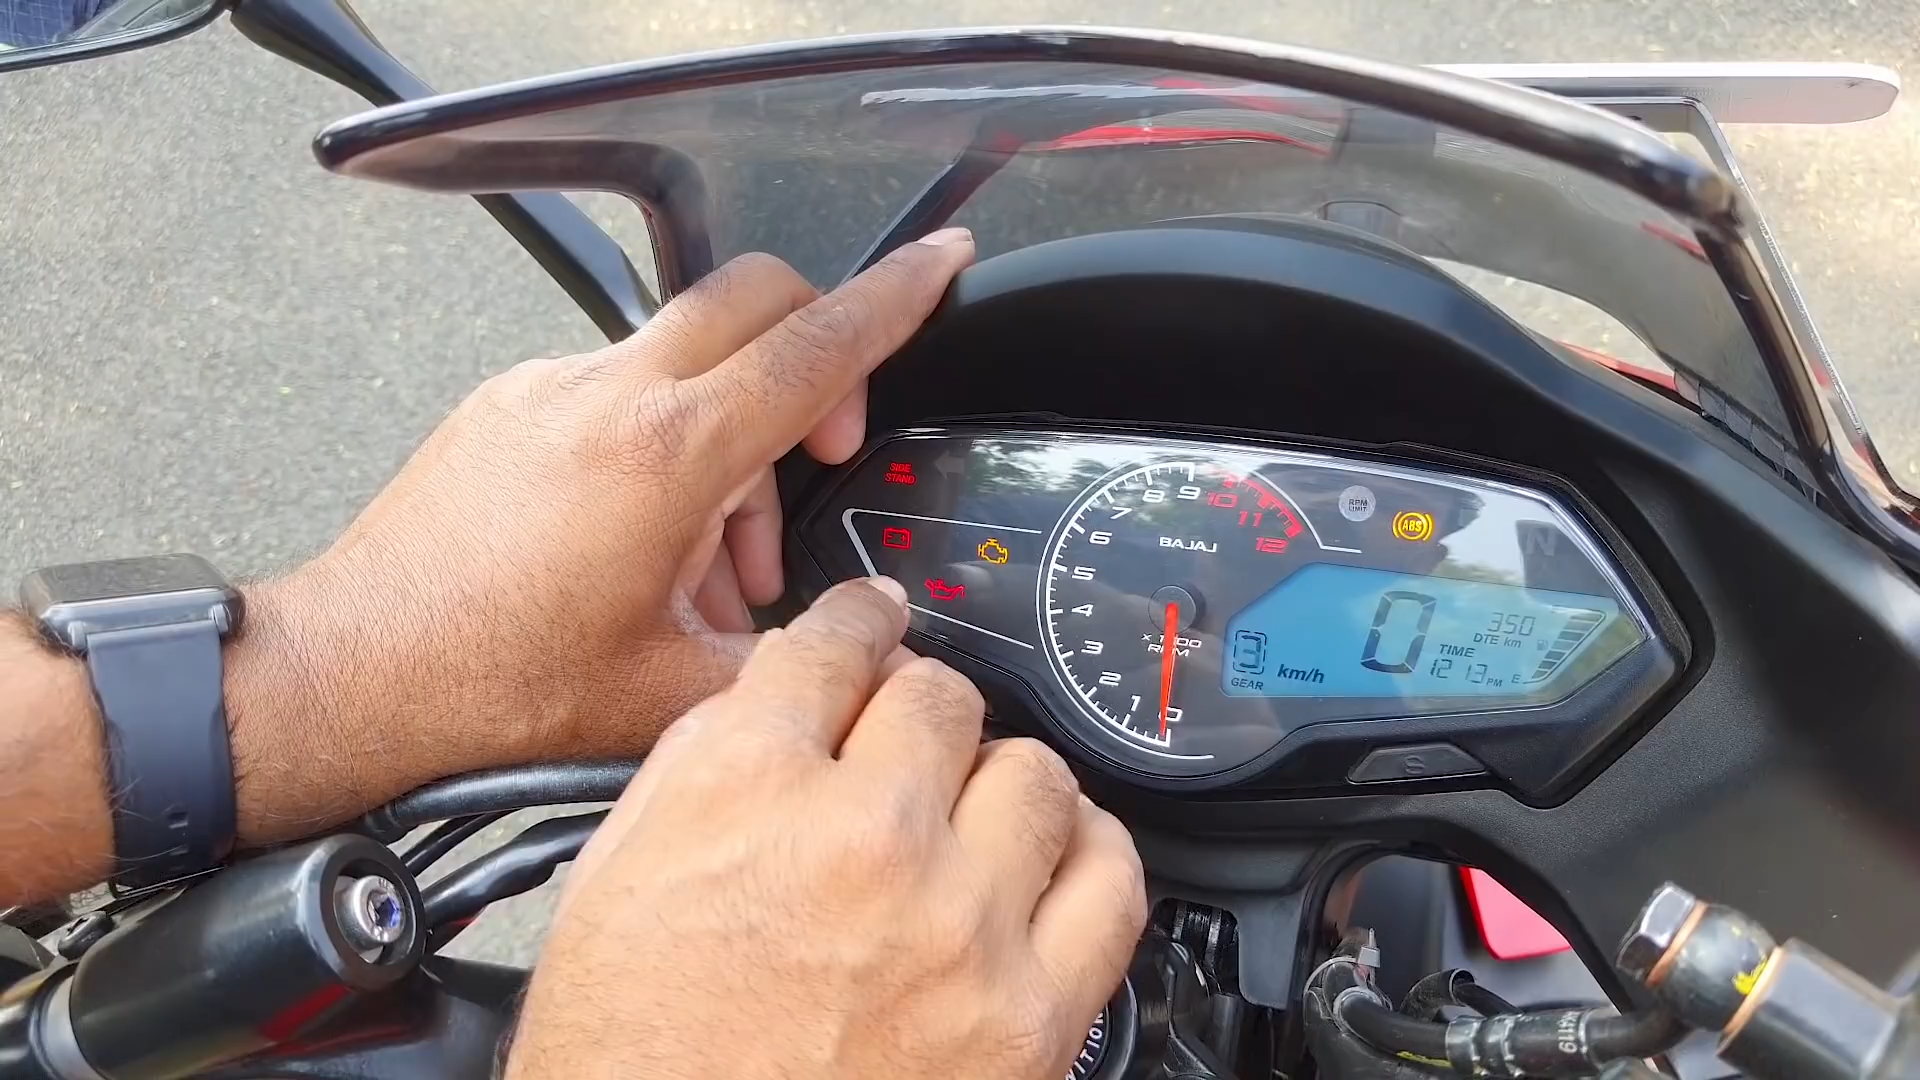 SIDE
STAND
9
8
10
7
11
6
12
5
4
3
2
1
0
BAJAJ
x 1000
RPM
RPM
LIMIT
ABS
N
3
GEAR
km/h
0
350
DTE km
TIME
12 13 PM
E
S